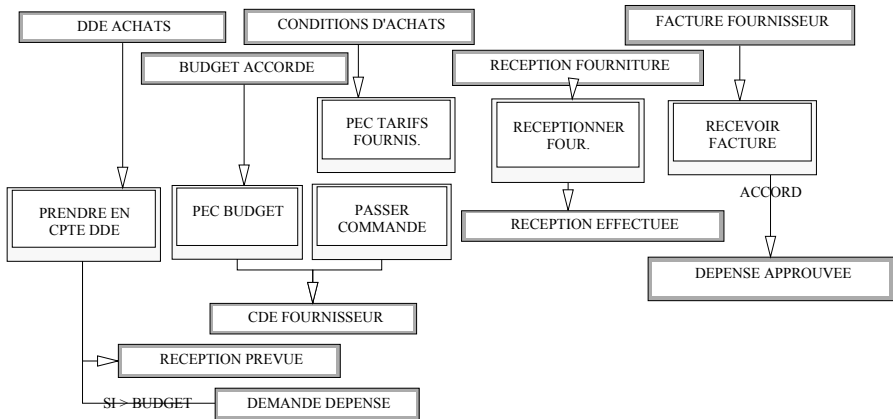 DDE ACHATS
CONDITIONS D'ACHATS
FACTURE FOURNISSEUR
BUDGET ACCORDE
RECEPTION FOURNITURE
PEC TARIFS
FOURNIS.
RECEPTIONNER
FOUR.
RECEVOIR
FACTURE
ACCORD
PRENDRE EN
CPTE DDE
PEC BUDGET
PASSER
COMMANDE
RECEPTION EFFECTUEE
DEPENSE APPROUVEE
CDE FOURNISSEUR
RECEPTION PREVUE
SI > BUDGET
DEMANDE DEPENSE